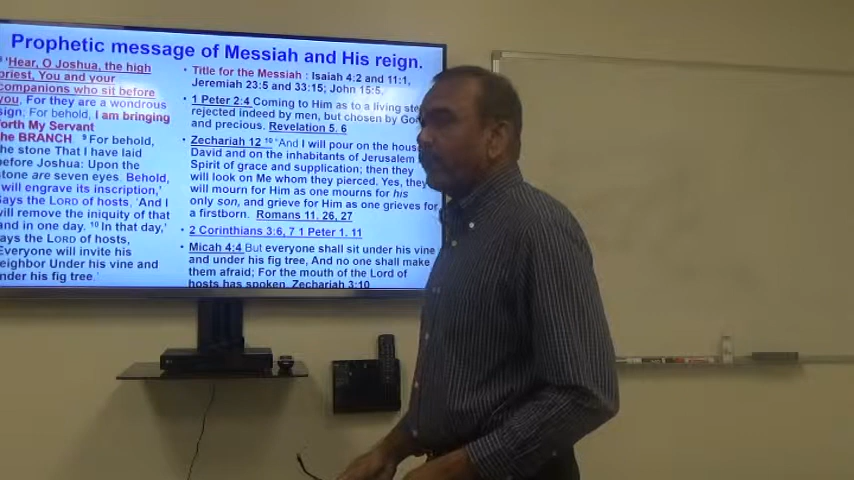 Prophetic message of Messiah and His reign.
8 'Hear, O Joshua, the high
priest, You and your
companions who sit before
you, For they are a wondrous
sign; For behold, I am bringing
forth My Servant
the BRANCH. 9 For behold,
the stone That I have laid
before Joshua: Upon the
stone are seven eyes. Behold,
I will engrave its inscription,'
Says the LORD of hosts, 'And I
will remove the iniquity of that
land in one day. 10 In that day,'
says the LORD of hosts,
'Everyone will invite his
neighbor Under his vine and
under his fig tree.'
• Title for the Messiah : Isaiah 4:2 and 11:1,
Jeremiah 23:5 and 33:15; John 15:5,
• 1 Peter 2:4 Coming to Him as to a living
rejected indeed by men, but chosen by
and precious. Revelation 5. 6
• Zechariah 12 10 "And I will pour on the
David and on the inhabitants of Jerusalem
Spirit of grace and supplication; then they
will look on Me whom they pierced. Yes, they
will mourn for Him as one mourns for his
only son, and grieve for Him as one grieves for
a firstborn. Romans 11. 26, 27
• 2 Corinthians 3:6, 7 1 Peter 1. 11
• Micah 4:4 But everyone shall sit under his vine
and under his fig tree, And no one shall make
them afraid; For the mouth of the Lord of
hosts has spoken. Zechariah 3:10